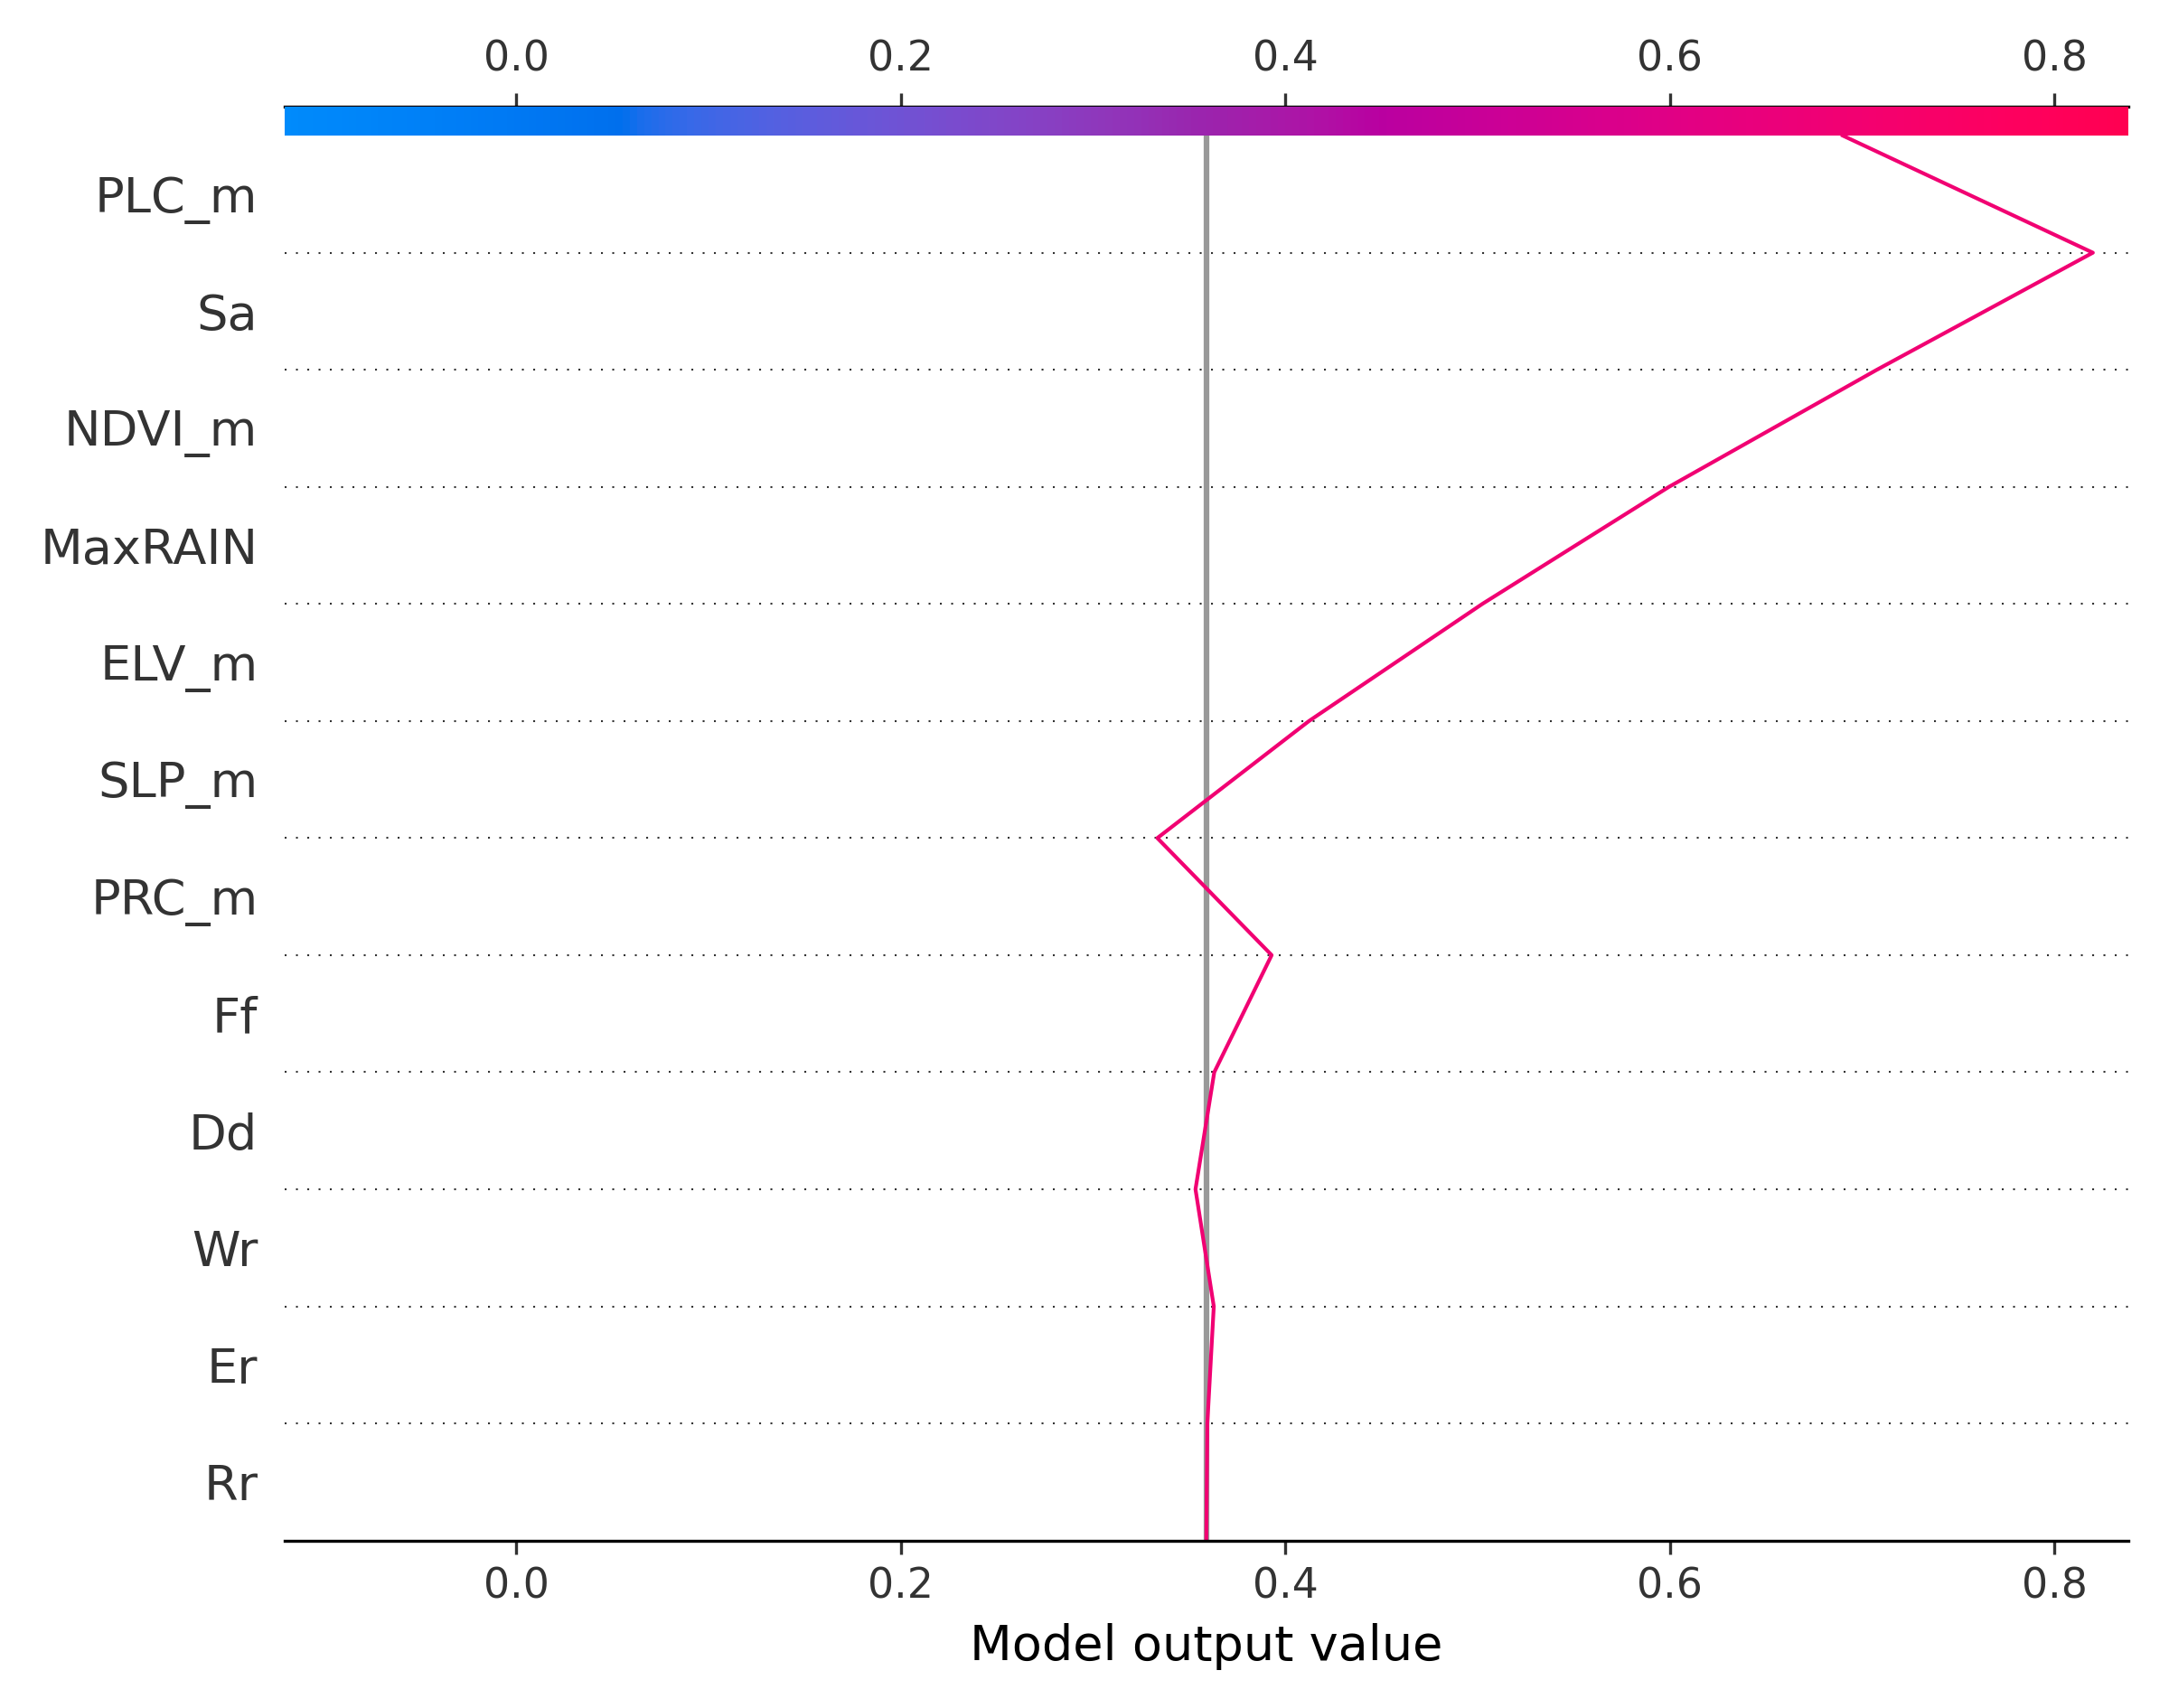 0.0 0.2 0.4 0.6 0.8
PLC_m
Sa
NDVI_m
MaxRAIN
ELV_m
SLP_m
PRC_m
Ff
Dd
Wr
Er
Rr
0.0 0.2 0.4 0.6 0.8
Model output value